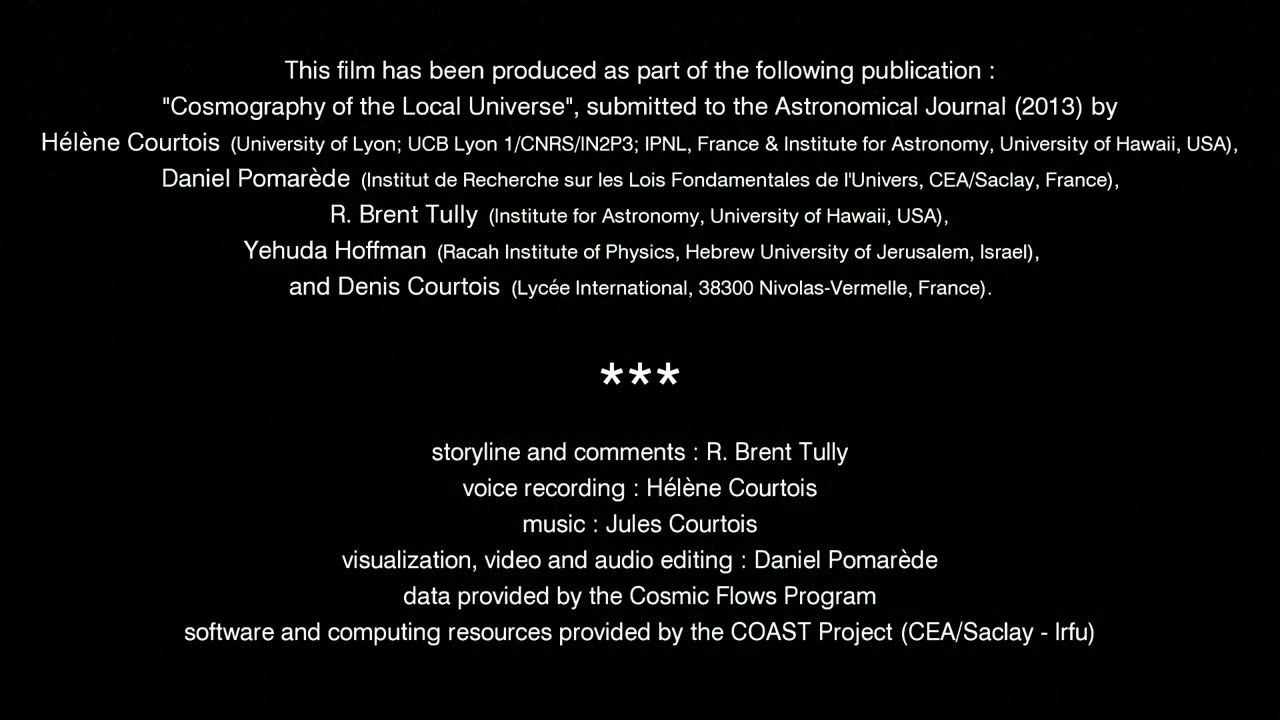 This film has been produced as part of the following publication :
"Cosmography of the Local Universe", submitted to the Astronomical Journal (2013) by
Hélène Courtois (University of Lyon; UCB Lyon 1/CNRS/IN2P3; IPNL, France & Institute for Astronomy, University of Hawaii, USA),
Daniel Pomarède (Institut de Recherche sur les Lois Fondamentales de l'Univers, CEA/Saclay, France),
R. Brent Tully (Institute for Astronomy, University of Hawaii, USA),
Yehuda Hoffman (Racah Institute of Physics, Hebrew University of Jerusalem, Israel),
and Denis Courtois (Lycée International, 38300 Nivolas-Vermelle, France).
***
storyline and comments : R. Brent Tully
voice recording : Hélène Courtois
music : Jules Courtois
visualization, video and audio editing : Daniel Pomarède
data provided by the Cosmic Flows Program
software and computing resources provided by the COAST Project (CEA/Saclay - Irfu)